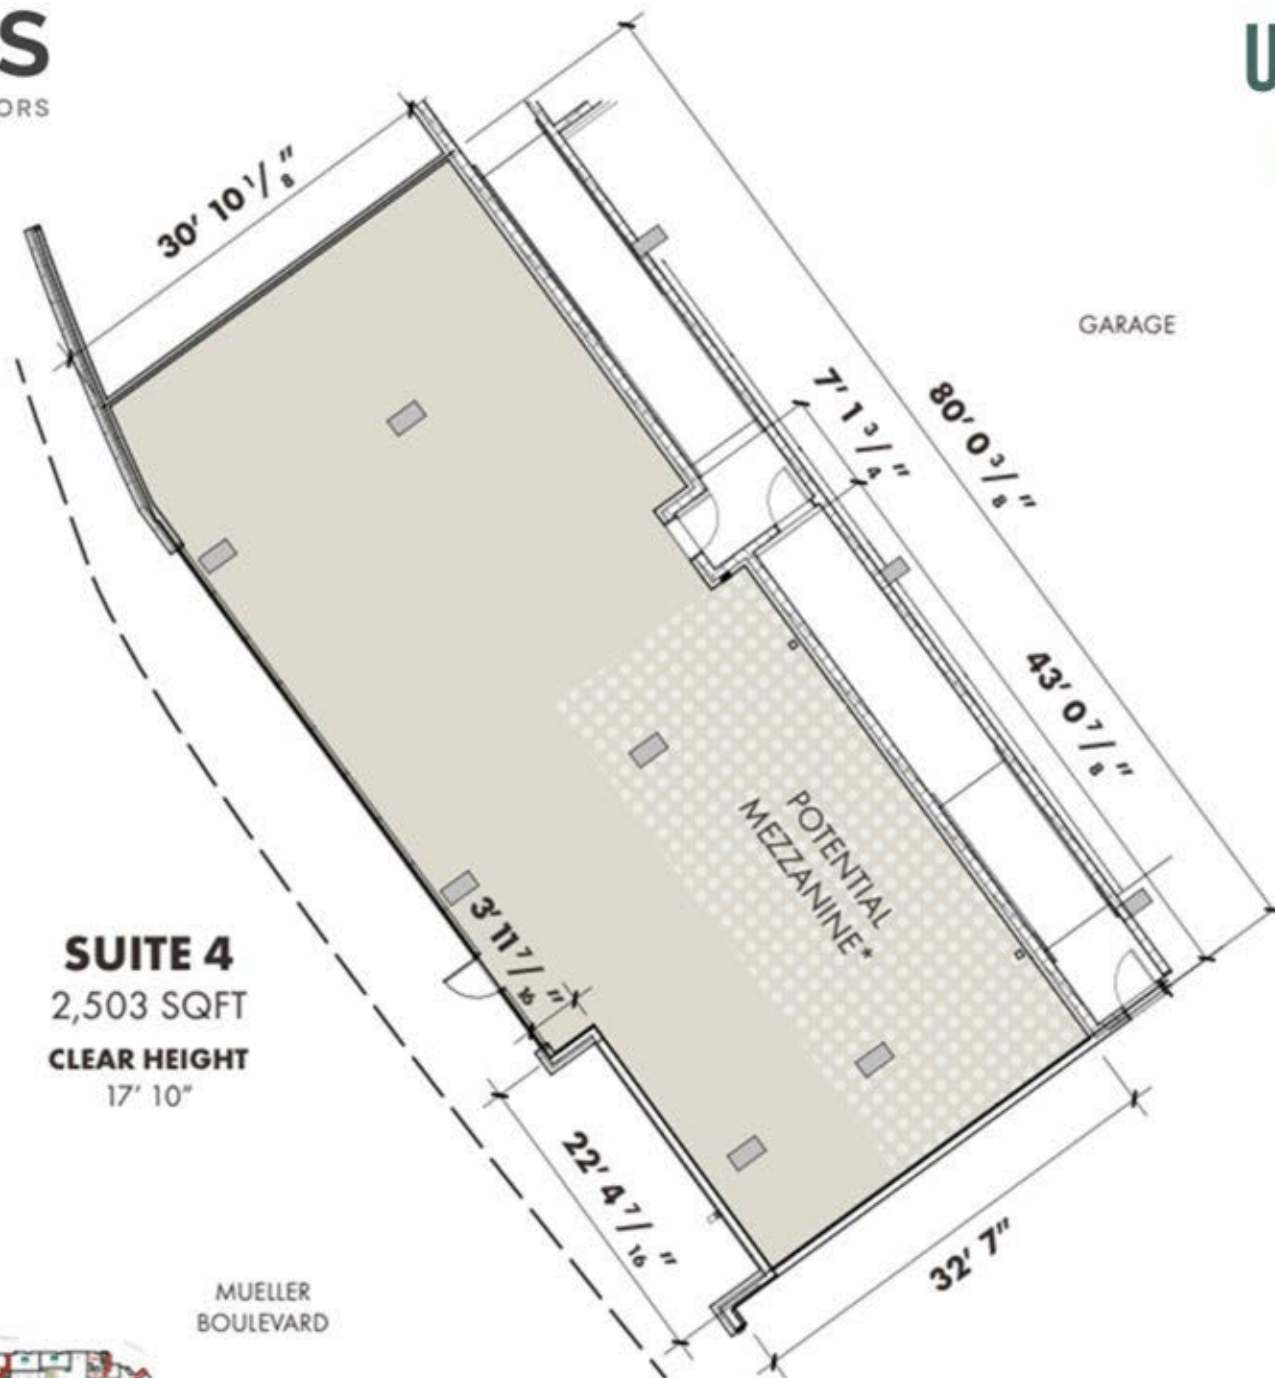 S
ORS
U
30' 10 1/8"
GARAGE
7' 1 3/4"
80' 0 3/8"
43' 0 7/8"
POTENTIAL
MEZZANINE*
3' 11 7/16"
SUITE 4
2,503 SQFT
CLEAR HEIGHT
17' 10"
22' 4 7/16"
32' 7"
MUELLER
BOULEVARD